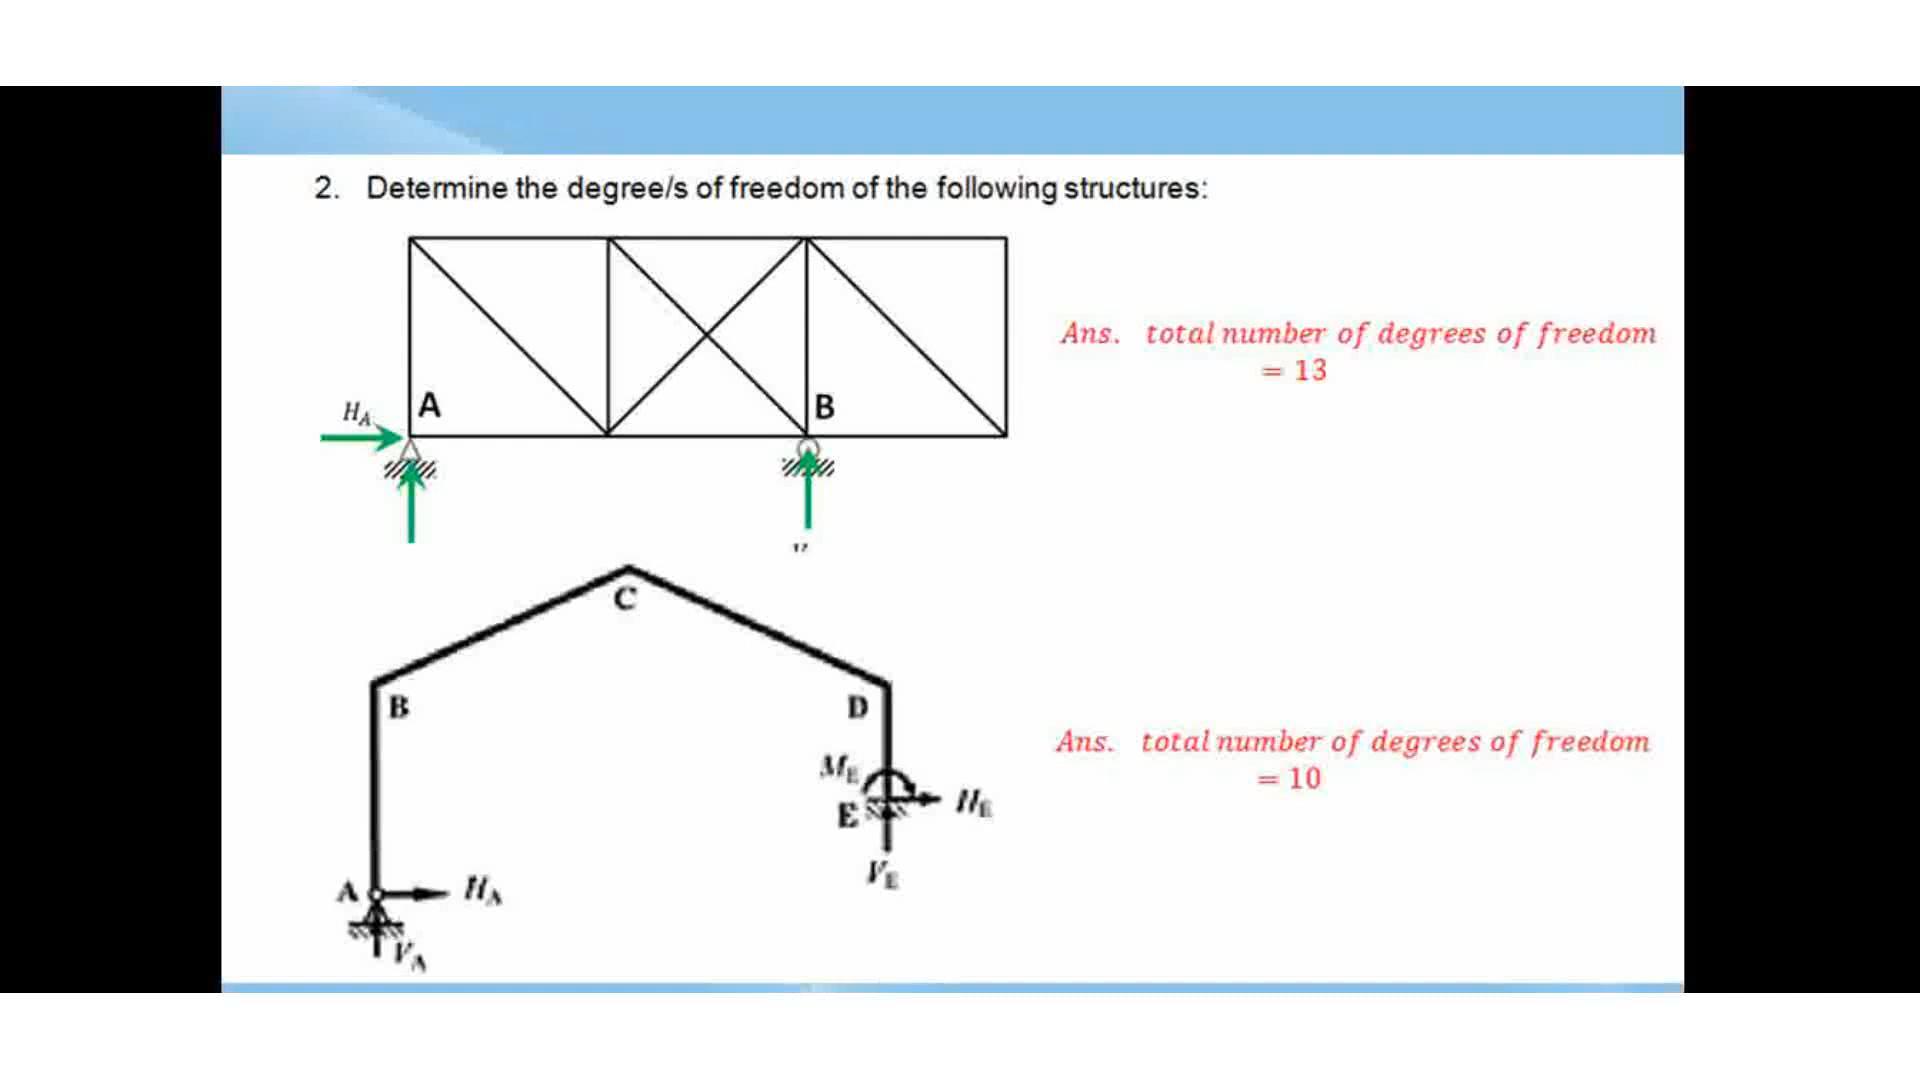 2. Determine the degree/s of freedom of the following structures:
Ans. total number of degrees of freedom
= 13
H_A
A
B
C
B
D
M_E
E
H_E
V_E
Ans. total number of degrees of freedom
= 10
A
H_A
V_A